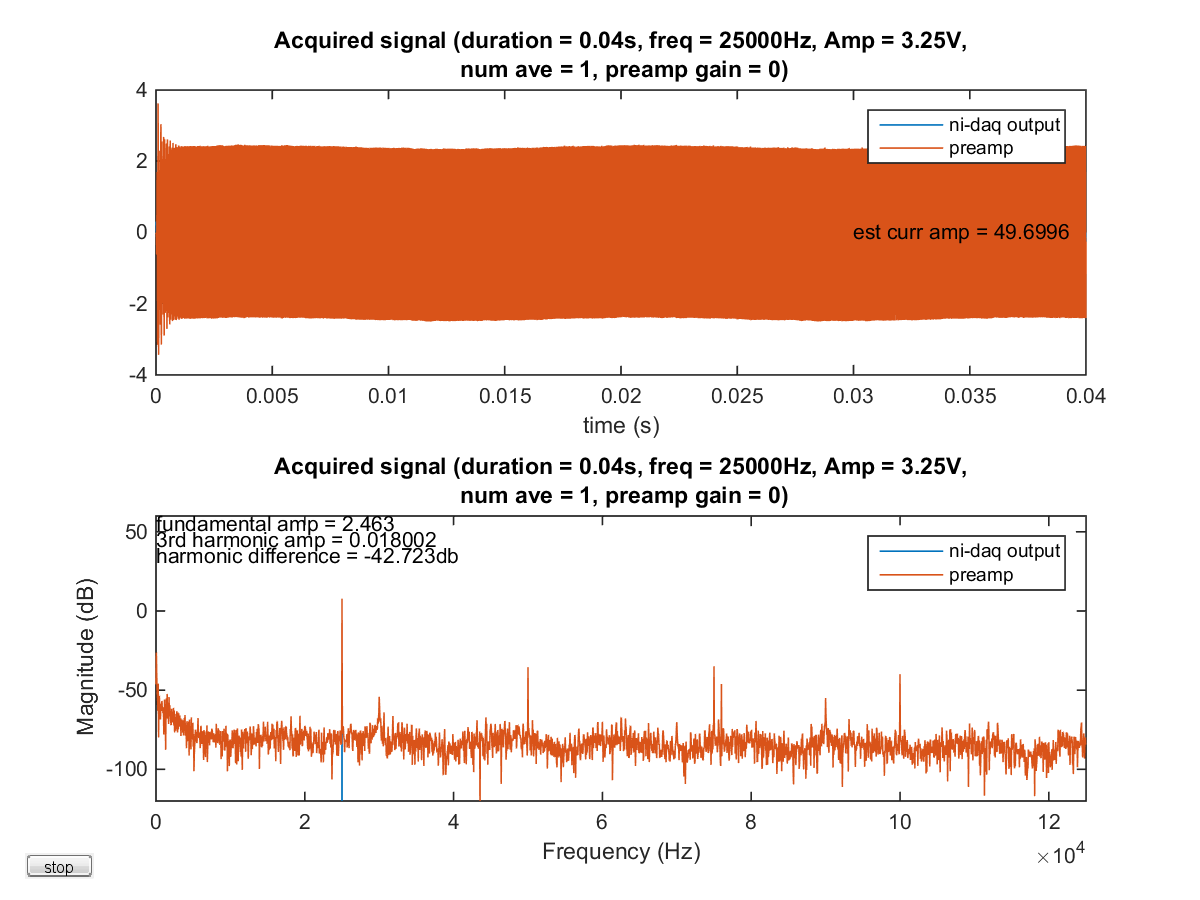 Acquired signal (duration = 0.04s, freq = 25000Hz, Amp = 3.25V,
num ave = 1, preamp gain = 0)
4
2
0
-2
-4
ni-daq output
preamp
est curr amp = 49.6996
0 0.005 0.01 0.015 0.02 0.025 0.03 0.035 0.04
time (s)
Acquired signal (duration = 0.04s, freq = 25000Hz, Amp = 3.25V,
num ave = 1, preamp gain = 0)
fundamental amp = 2.463
3rd harmonic amp = 0.018002
harmonic difference = -42.723db
ni-daq output
preamp
50
0
-50
-100
Magnitude (dB)
0 2 4 6 8 10 12
Frequency (Hz)
×10⁴
stop